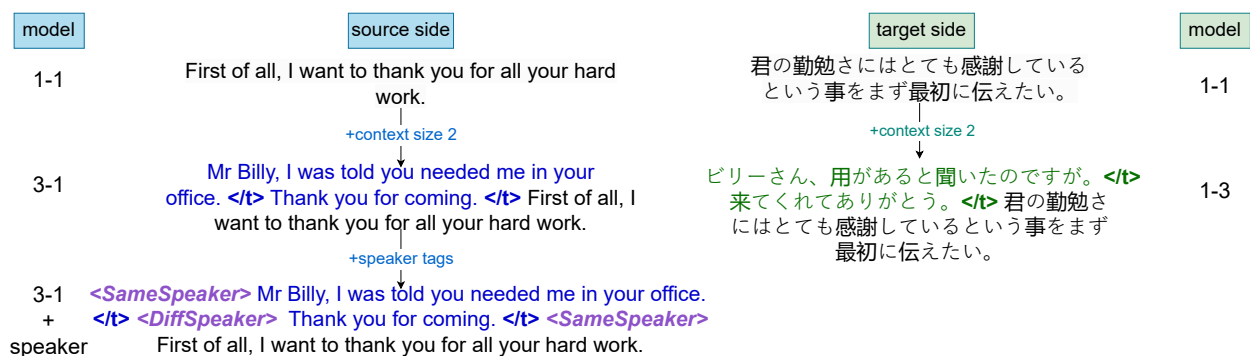 model
source side
target side
model
1-1
First of all, I want to thank you for all your hard
work.
君の勤勉さにはとても感謝している
という事をまず最初に伝えたい。
1-1
+context size 2
+context size 2
3-1
Mr Billy, I was told you needed me in your
office. </t> Thank you for coming. </t> First of all, I
want to thank you for all your hard work.
ビリーさん、用があると聞いたのですが。</t>
来てくれてありがとう。</t> 君の勤勉さ
にはとても感謝しているという事をまず
最初に伝えたい。
1-3
+speaker tags
3-1
+
speaker
<SameSpeaker> Mr Billy, I was told you needed me in your office.
</t> <DiffSpeaker> Thank you for coming. </t> <SameSpeaker>
First of all, I want to thank you for all your hard work.